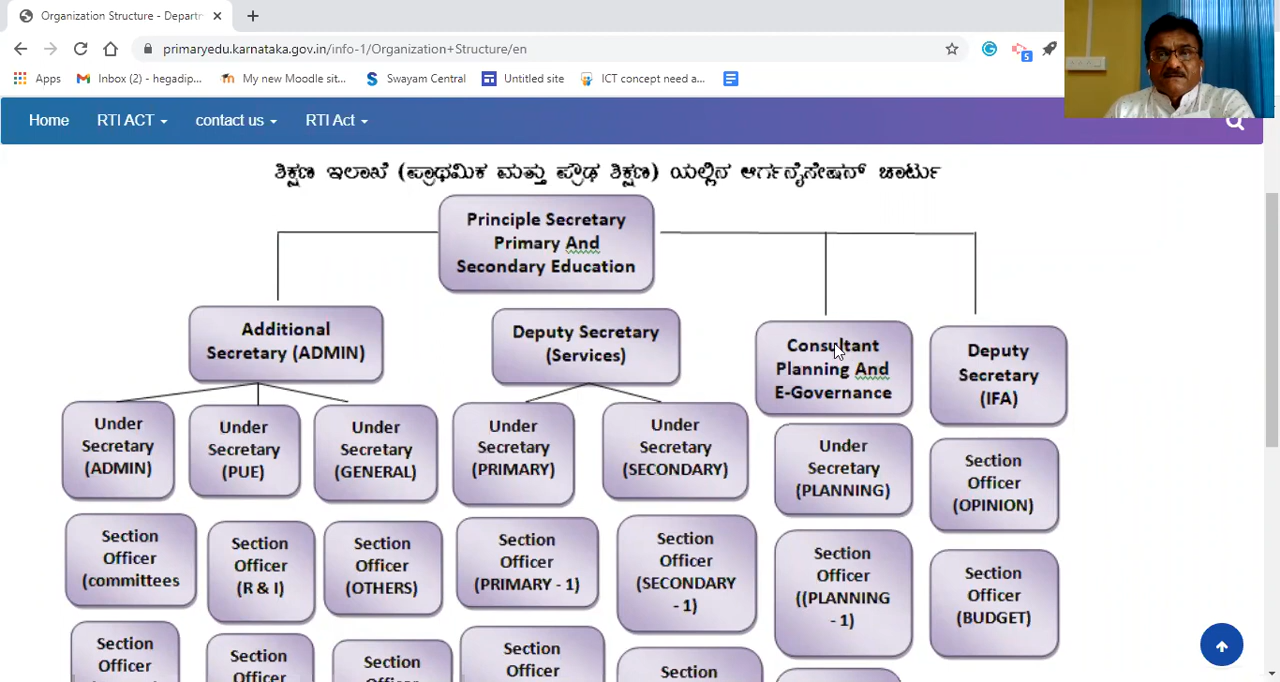 Organization Structure - Departm
primaryedu.karnataka.gov.in/info-1/Organization+Structure/en
5
Apps
Inbox (2) - hegadip...
My new Moodle sit...
Swayam Central
Untitled site
ICT concept need a...
Home
RTI ACT
contact us
RTI Act
ಶಿಕ್ಷಣ ಇಲಾಖೆ (ಪ್ರಾಥಮಿಕ ಮತ್ತು ಪ್ರೌಢ ಶಿಕ್ಷಣ) ಯಲ್ಲಿನ ಆರ್ಗನೈಸೇಷನ್ ಚಾರ್ಟು
Principle Secretary
Primary And
Secondary Education
Additional
Secretary (ADMIN)
Deputy Secretary
(Services)
Consultant
Planning And
E-Governance
Deputy
Secretary
(IFA)
Under
Secretary
(ADMIN)
Under
Secretary
(PUE)
Under
Secretary
(GENERAL)
Under
Secretary
(PRIMARY)
Under
Secretary
(SECONDARY)
Under
Secretary
(PLANNING)
Section
Officer
(OPINION)
Section
Officer
(committees
Section
Officer
(R & I)
Section
Officer
(OTHERS)
Section
Officer
(PRIMARY - 1)
Section
Officer
(SECONDARY
- 1)
Section
Officer
((PLANNING
- 1)
Section
Officer
(BUDGET)
Section
Officer
Section
Officer
Section
Officer
Section
Officer
Section